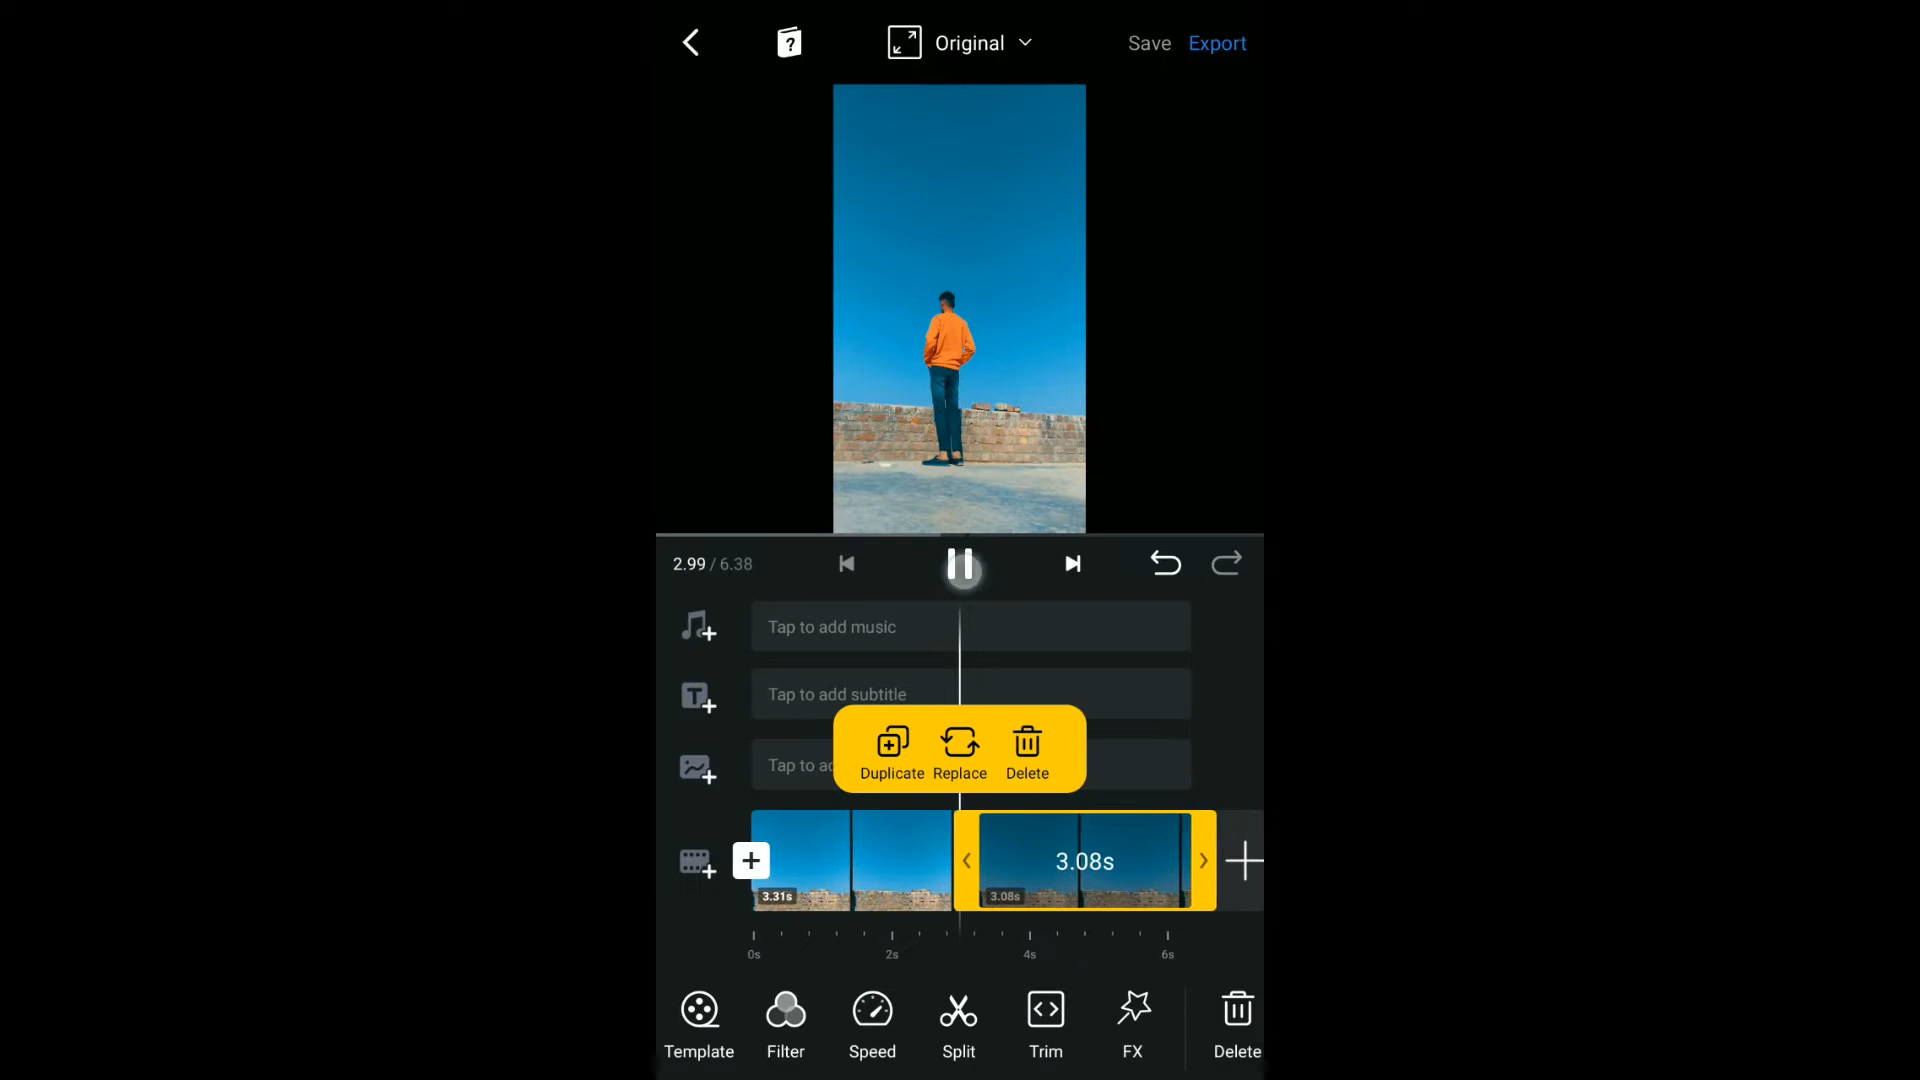 ?
Original
Save Export
2.99 / 6.38
Tap to add music
T
Tap to add subtitle
Tap to
Duplicate Replace Delete
3.31s
3.08s
3.08s
0s 2s 4s 6s
Template Filter Speed Split Trim FX Delete